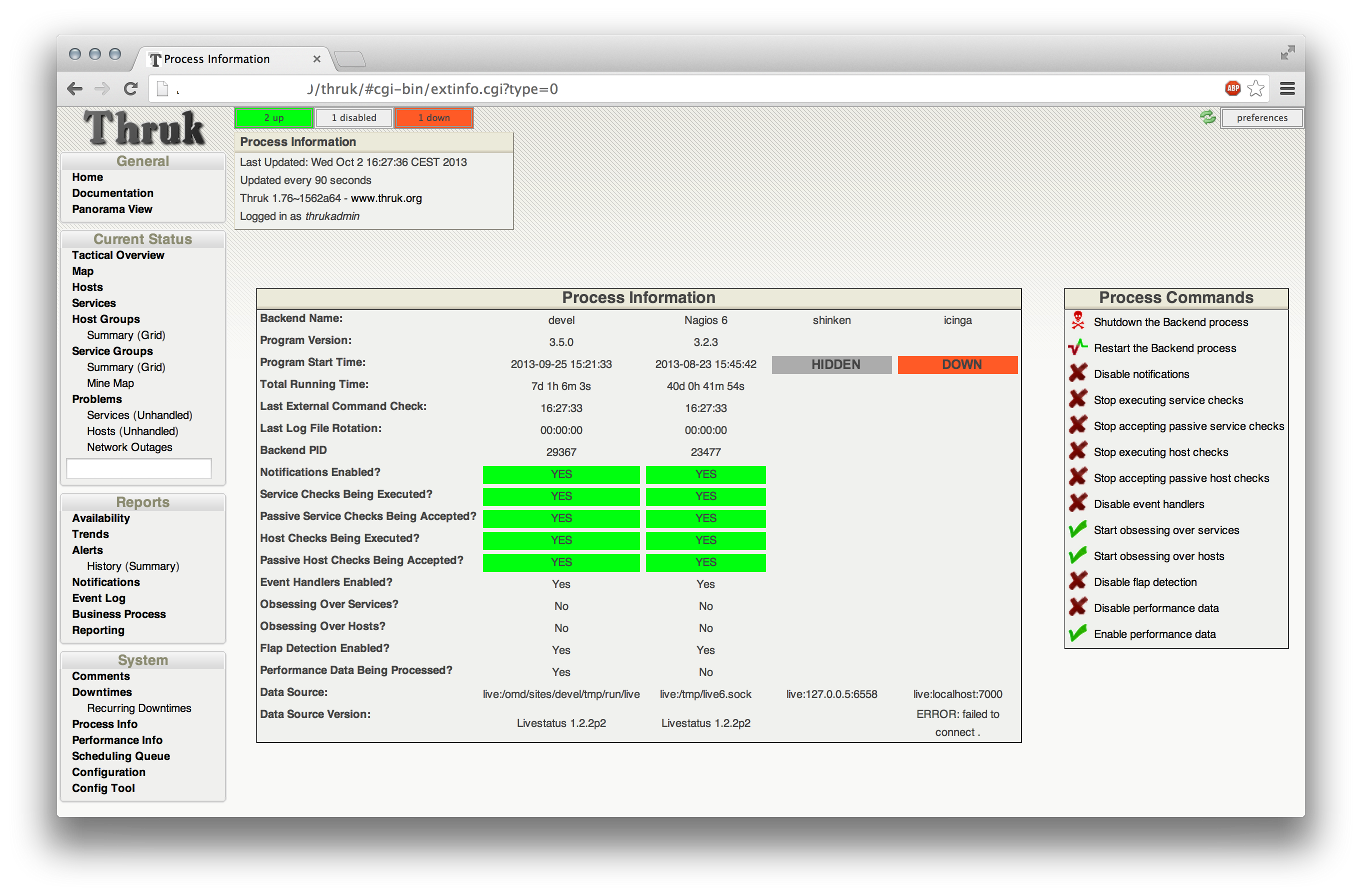 Process Information
J/thruk/#cgi-bin/extinfo.cgi?type=0
ABP
Thruk
2 up 1 disabled 1 down
preferences
Process Information
Last Updated: Wed Oct 2 16:27:36 CEST 2013
Updated every 90 seconds
Thruk 1.76~1562a64 - www.thruk.org
Logged in as thrukadmin
General
Home
Documentation
Panorama View
Current Status
Tactical Overview
Map
Hosts
Services
Host Groups
Summary (Grid)
Service Groups
Summary (Grid)
Mine Map
Problems
Services (Unhandled)
Hosts (Unhandled)
Network Outages
Reports
Availability
Trends
Alerts
History (Summary)
Notifications
Event Log
Business Process
Reporting
System
Comments
Downtimes
Recurring Downtimes
Process Info
Performance Info
Scheduling Queue
Configuration
Config Tool
Process Information
Backend Name: devel Nagios 6 shinken icinga
Program Version: 3.5.0 3.2.3
Program Start Time: 2013-09-25 15:21:33 2013-08-23 15:45:42 HIDDEN DOWN
Total Running Time: 7d 1h 6m 3s 40d 0h 41m 54s
Last External Command Check: 16:27:33 16:27:33
Last Log File Rotation: 00:00:00 00:00:00
Backend PID 29367 23477
Notifications Enabled? YES YES
Service Checks Being Executed? YES YES
Passive Service Checks Being Accepted? YES YES
Host Checks Being Executed? YES YES
Passive Host Checks Being Accepted? YES YES
Event Handlers Enabled? Yes Yes
Obsessing Over Services? No No
Obsessing Over Hosts? No No
Flap Detection Enabled? Yes Yes
Performance Data Being Processed? Yes No
Data Source: live:/omd/sites/devel/tmp/run/live live:/tmp/live6.sock live:127.0.0.5:6558 live:localhost:7000
Data Source Version: Livestatus 1.2.2p2 Livestatus 1.2.2p2 ERROR: failed to
connect .
Process Commands
Shutdown the Backend process
Restart the Backend process
Disable notifications
Stop executing service checks
Stop accepting passive service checks
Stop executing host checks
Stop accepting passive host checks
Disable event handlers
Start obsessing over services
Start obsessing over hosts
Disable flap detection
Disable performance data
Enable performance data